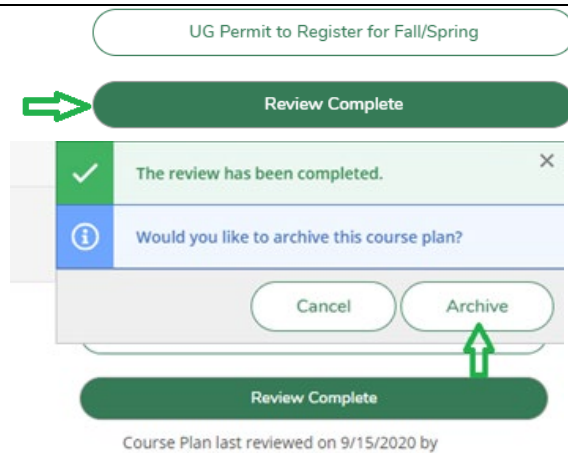 UG Permit to Register for Fall/Spring
Review Complete
The review has been completed.
Would you like to archive this course plan?
Cancel Archive
Review Complete
Course Plan last reviewed on 9/15/2020 by